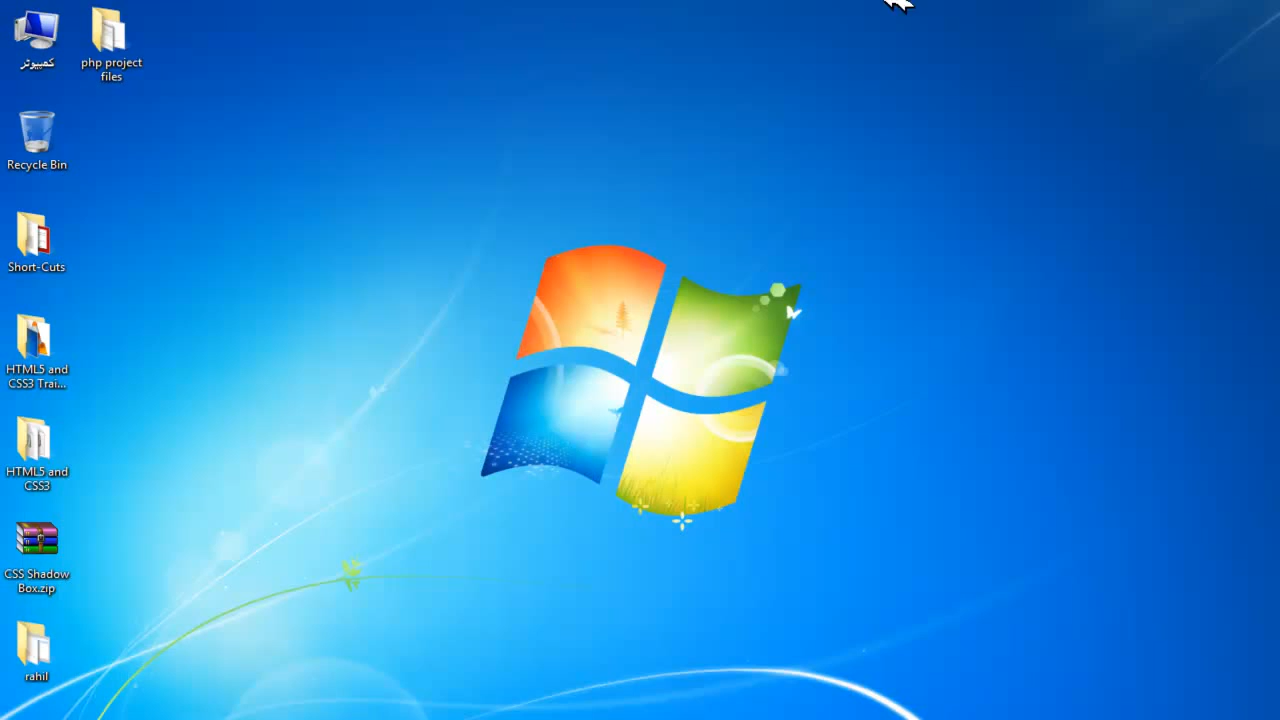 کمپیوٹر
php project
files
Recycle Bin
Short-Cuts
HTML5 and
CSS3 Trai...
HTML5 and
CSS3
CSS Shadow
Box.zip
rahil